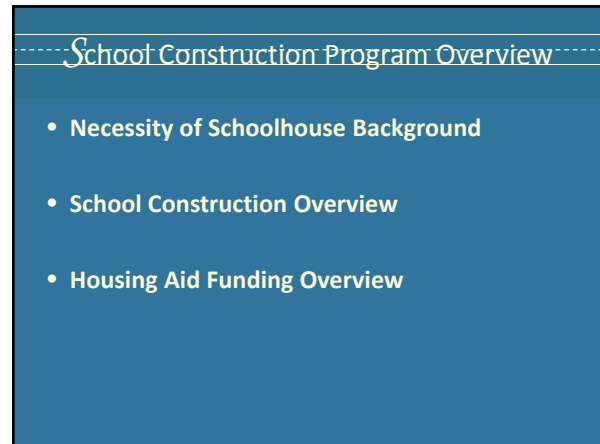 School Construction Program Overview
• Necessity of Schoolhouse Background
• School Construction Overview
• Housing Aid Funding Overview